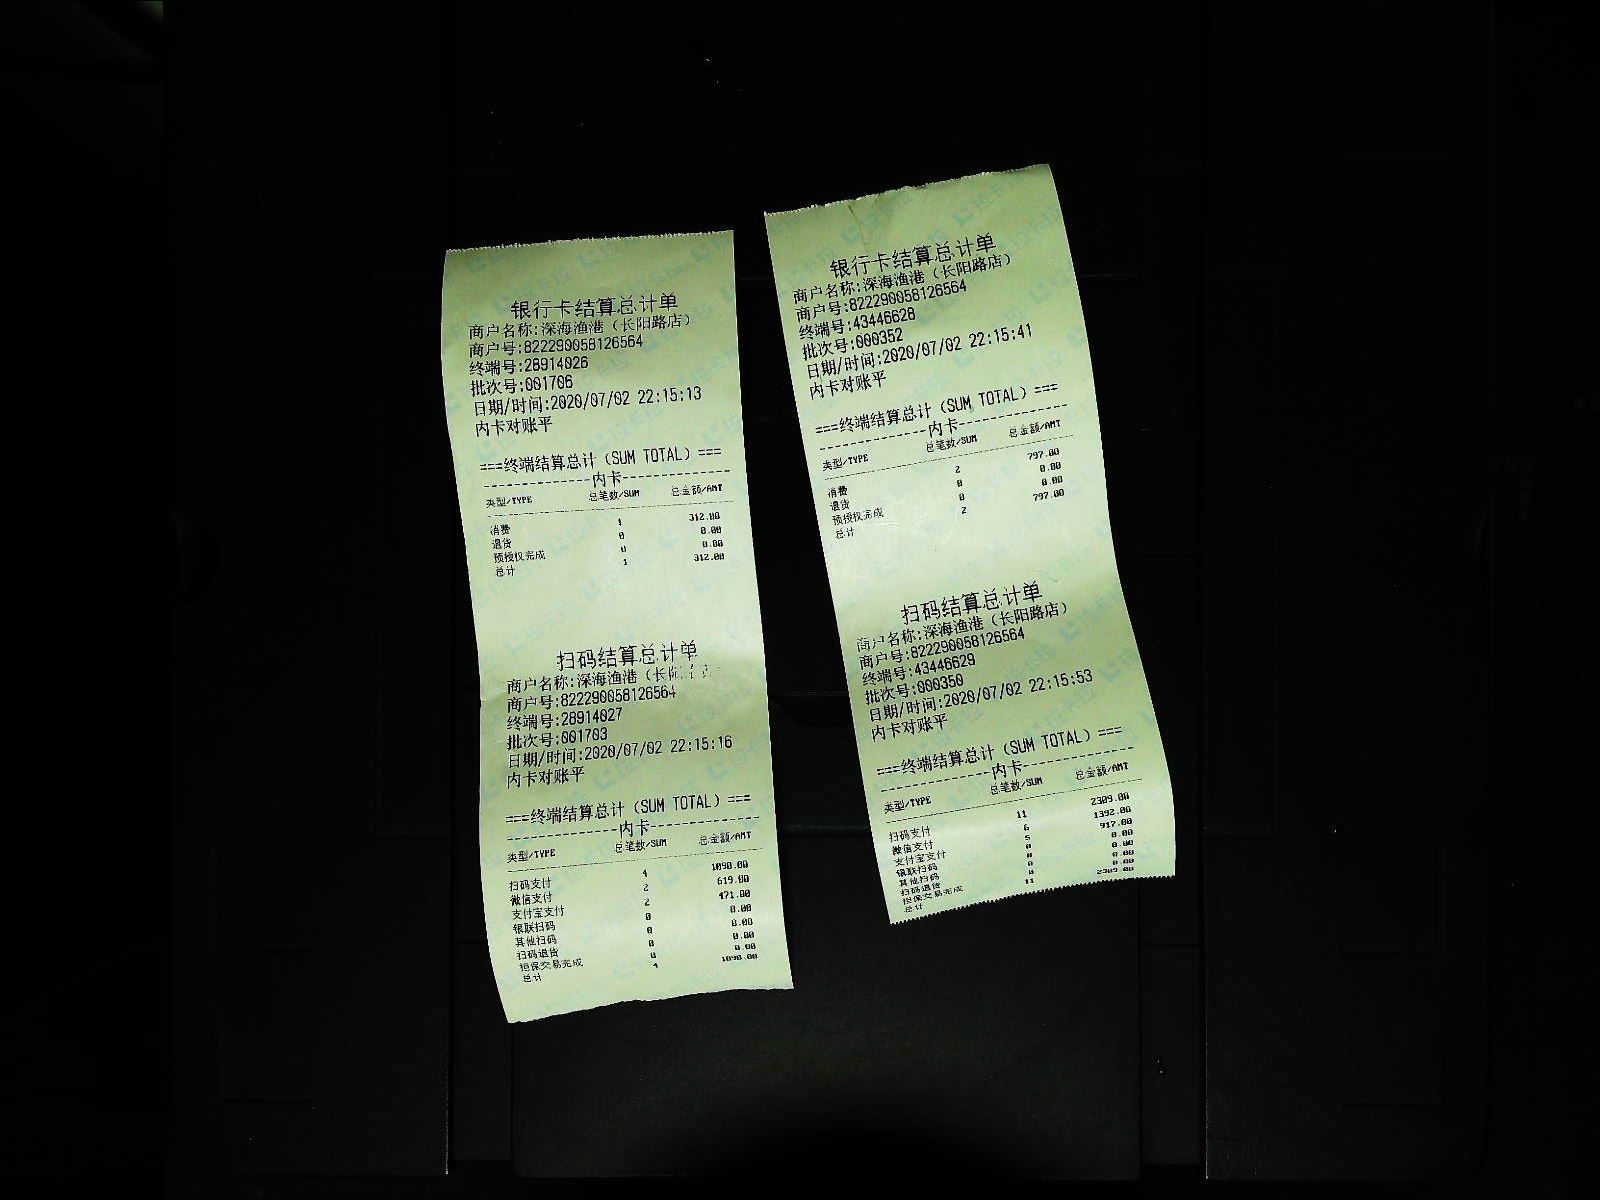 银行卡结算总计单
商户名称:深海渔港（长阳路店）
商户号:822290058126564
终端号:28914026
批次号:001706
日期/时间:2020/07/02 22:15:13
内卡对账平
===终端结算总计（SUM TOTAL）===
---------------内卡---------------
类型/TYPE 总笔数/SUM 总金额/AMT
消费 1 312.00
退货 0 0.00
预授权完成 0 0.00
总计 1 312.00
扫码结算总计单
商户名称:深海渔港（长阳
商户号:822290058126564
终端号:28914027
批次号:001703
日期/时间:2020/07/02 22:15:16
内卡对账平
===终端结算总计（SUM TOTAL）===
---------------内卡---------------
类型/TYPE 总笔数/SUM 总金额/AMT
扫码支付 4 1090.00
微信支付 2 619.00
支付宝支付 2 471.00
银联扫码 0 0.00
其他扫码 0 0.00
扫码退货 0 0.00
担保交易完成 0 0.00
总计 4 1090.00
银行卡结算总计单
商户名称:深海渔港（长阳路店）
商户号:822290058126564
终端号:43446628
批次号:000352
日期/时间:2020/07/02 22:15:41
内卡对账平
===终端结算总计（SUM TOTAL）===
---------------内卡---------------
类型/TYPE 总笔数/SUM 总金额/AMT
消费 2 797.00
退货 0 0.00
预授权完成 0 0.00
总计 2 797.00
扫码结算总计单
商户名称:深海渔港（长阳路店）
商户号:822290058126564
终端号:43446629
批次号:000350
日期/时间:2020/07/02 22:15:53
内卡对账平
===终端结算总计（SUM TOTAL）===
---------------内卡---------------
类型/TYPE 总笔数/SUM 总金额/AMT
扫码支付 11 2309.00
微信支付 6 1392.00
支付宝支付 5 917.00
银联扫码 0 0.00
其他扫码 0 0.00
扫码退货 0 0.00
担保交易完成 0 0.00
总计 11 2309.00